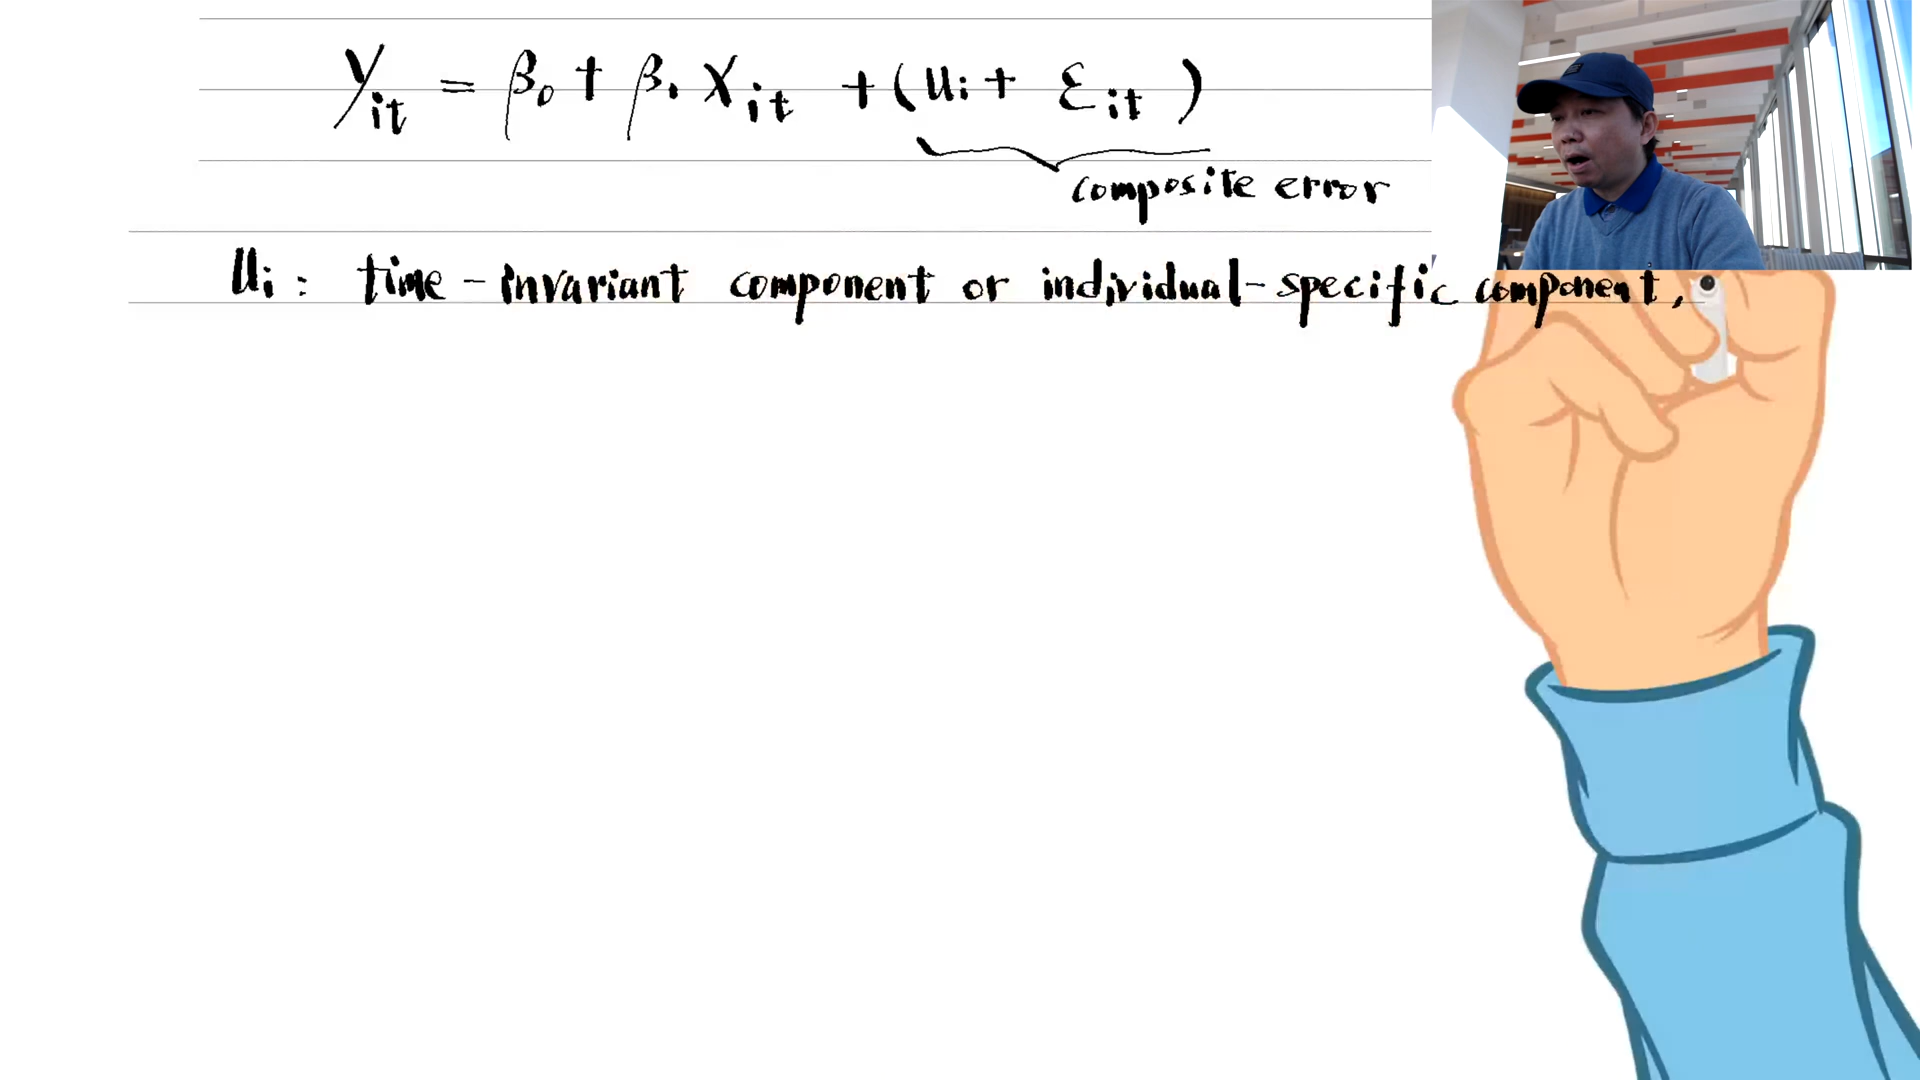 Yit = β0 + β1 Xit + (ui + εit)
composite error
ui : time-invariant component or individual-specific component,